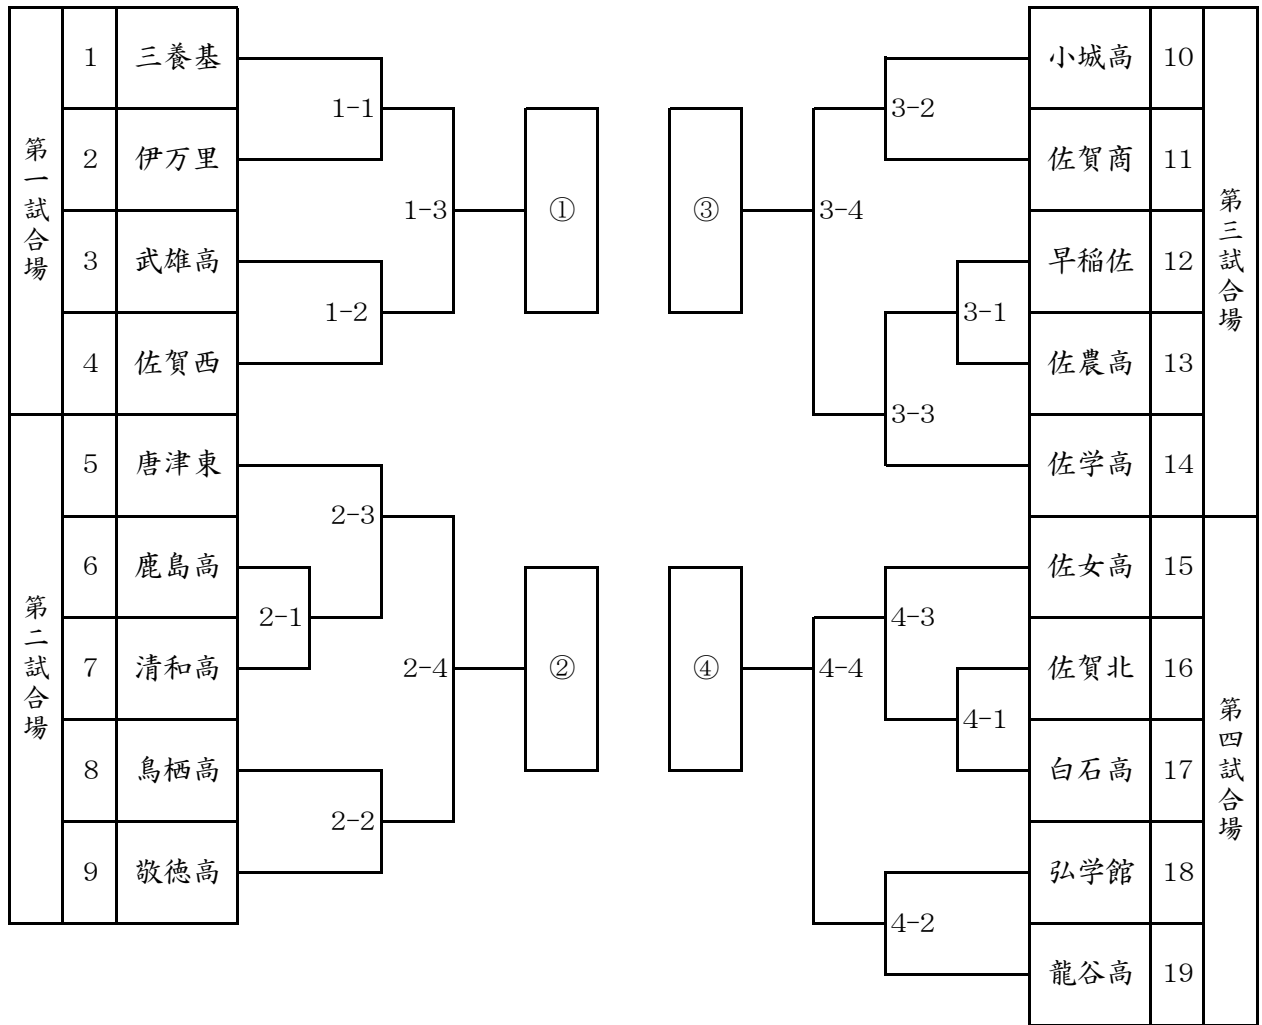 第一試合場
1 三養基
1-1
2 伊万里
1-3
①
3 武雄高
1-2
4 佐賀西
第二試合場
5 唐津東
2-3
6 鹿島高
2-1
7 清和高
2-4
②
8 鳥栖高
2-2
9 敬徳高
小城高 10
3-2
佐賀商 11
③
3-4
早稲佐 12
3-1
佐農高 13
3-3
佐学高 14
第三試合場
佐女高 15
4-3
佐賀北 16
④
4-4
4-1
白石高 17
弘学館 18
4-2
龍谷高 19
第四試合場